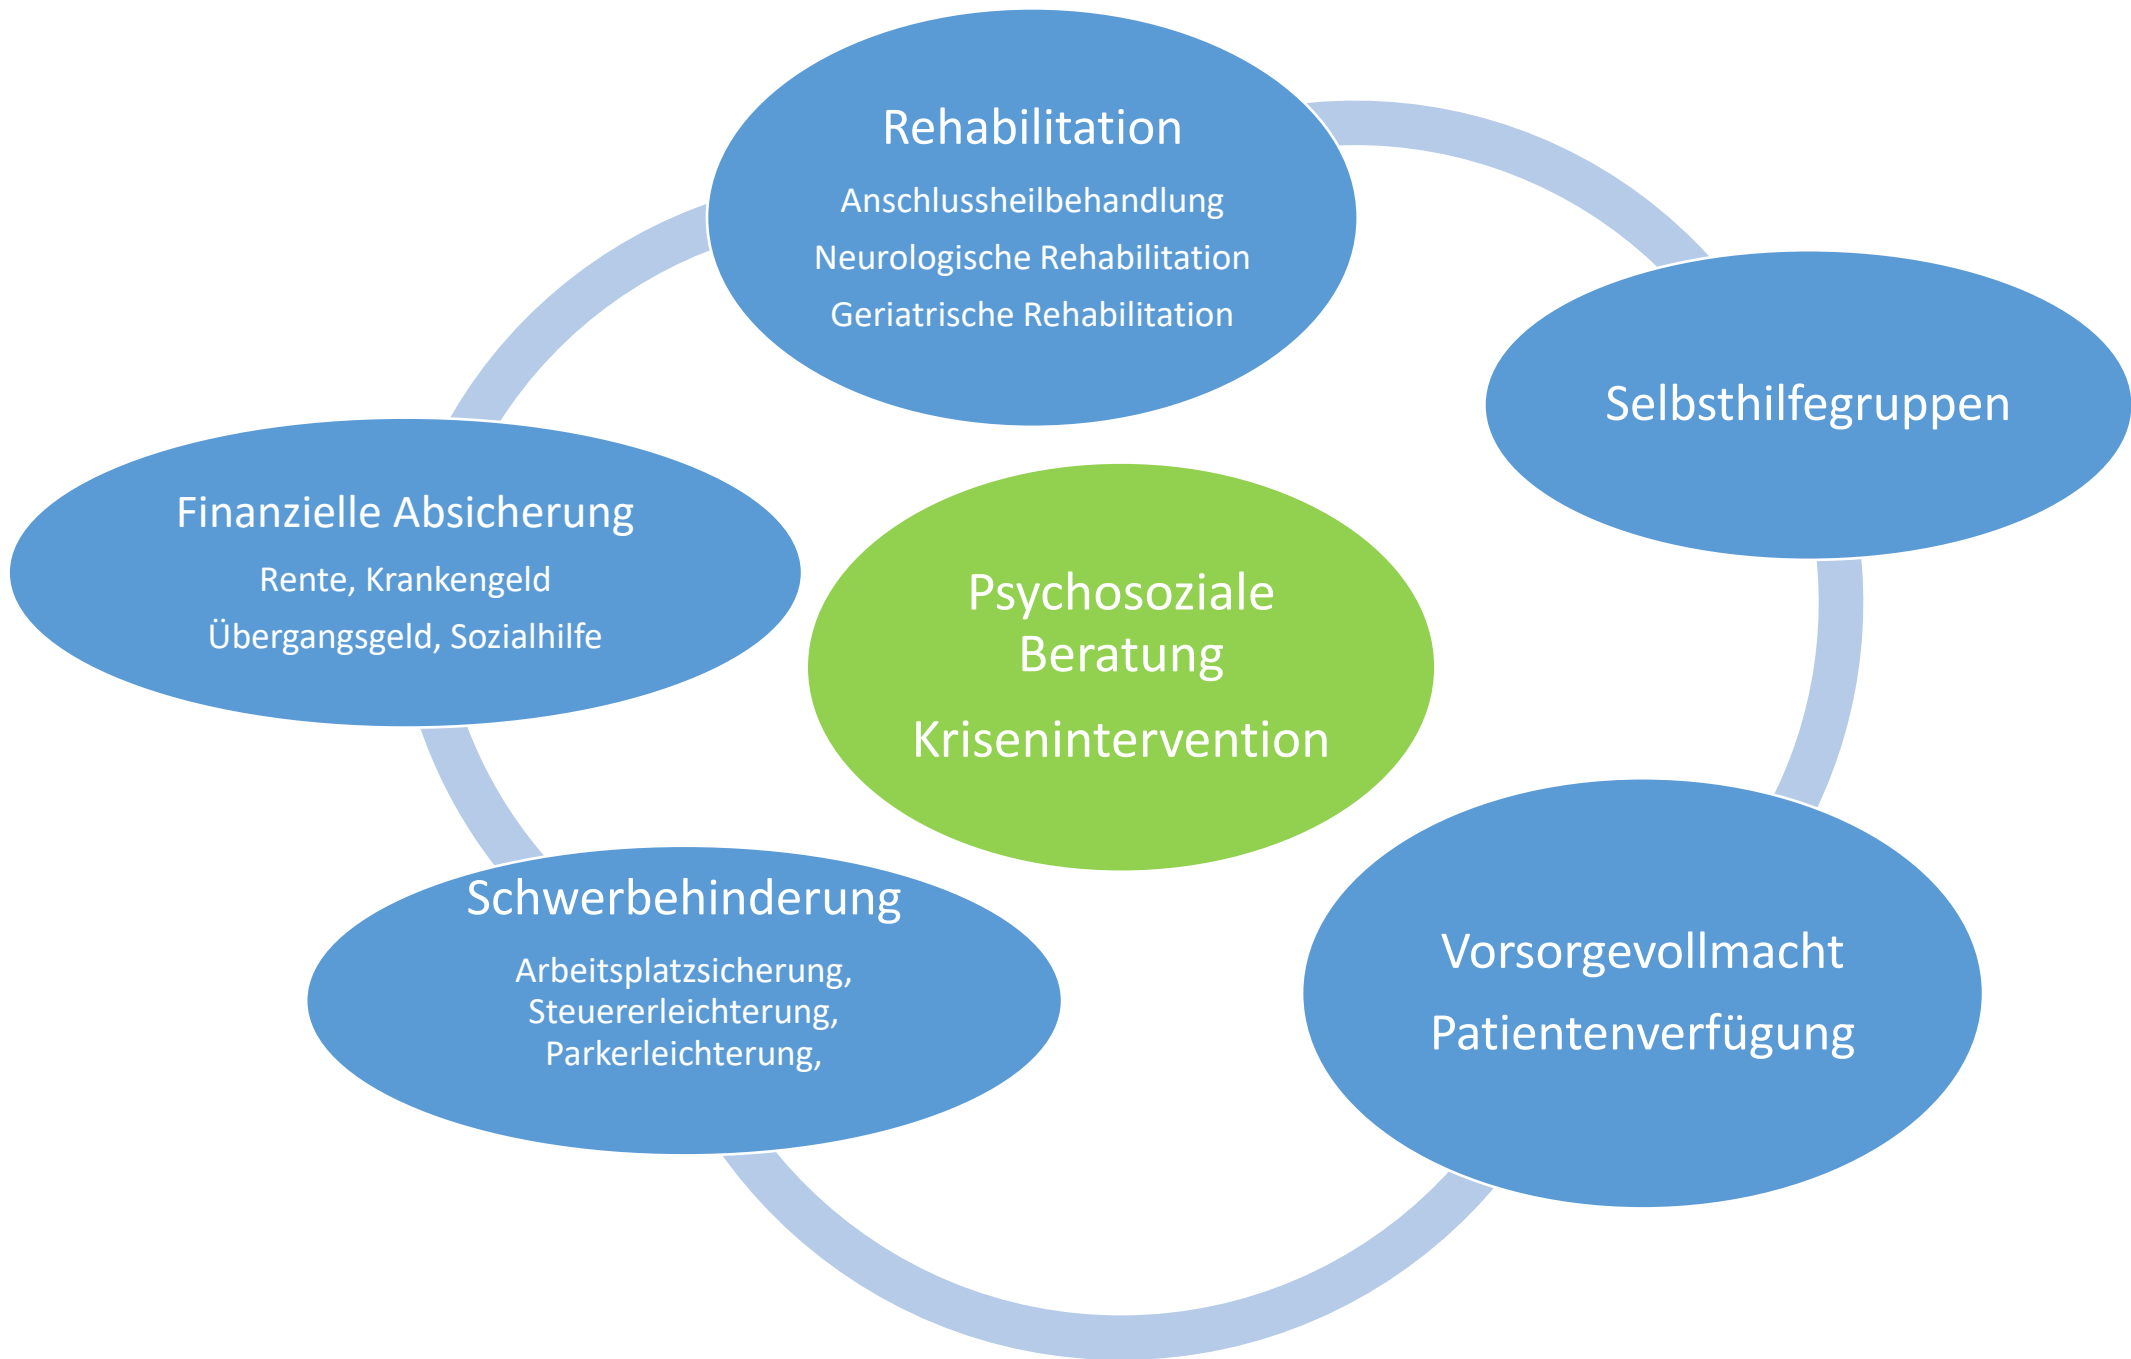 Rehabilitation
Anschlussheilbehandlung
Neurologische Rehabilitation
Geriatrische Rehabilitation
Selbsthilfegruppen
Finanzielle Absicherung
Rente, Krankengeld
Übergangsgeld, Sozialhilfe
Psychosoziale
Beratung
Krisenintervention
Schwerbehinderung
Arbeitsplatzsicherung,
Steuererleichterung,
Parkerleichterung,
Vorsorgevollmacht
Patientenverfügung